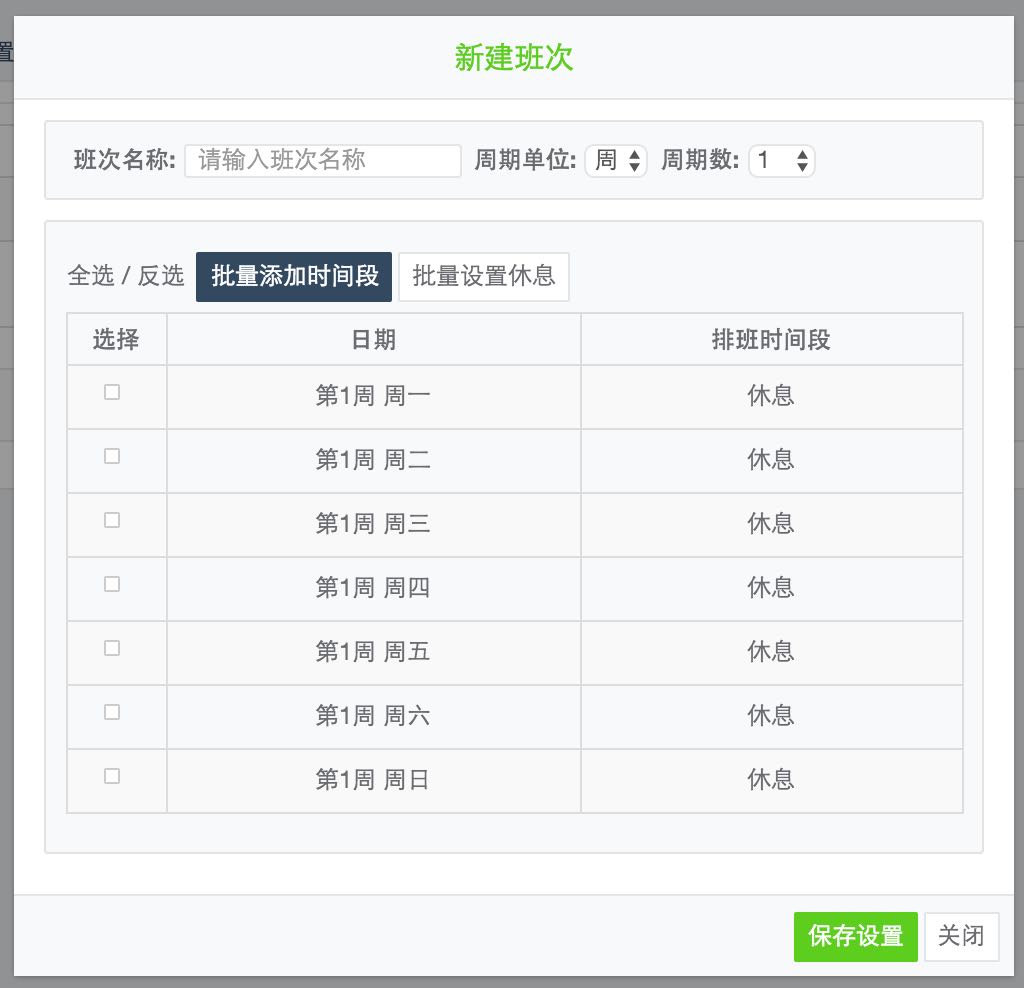 新建班次
置
班次名称: 请输入班次名称 周期单位: 周 周期数: 1
全选 / 反选 批量添加时间段 批量设置休息
选择 日期 排班时间段
第1周 周一 休息
第1周 周二 休息
第1周 周三 休息
第1周 周四 休息
第1周 周五 休息
第1周 周六 休息
第1周 周日 休息
保存设置 关闭